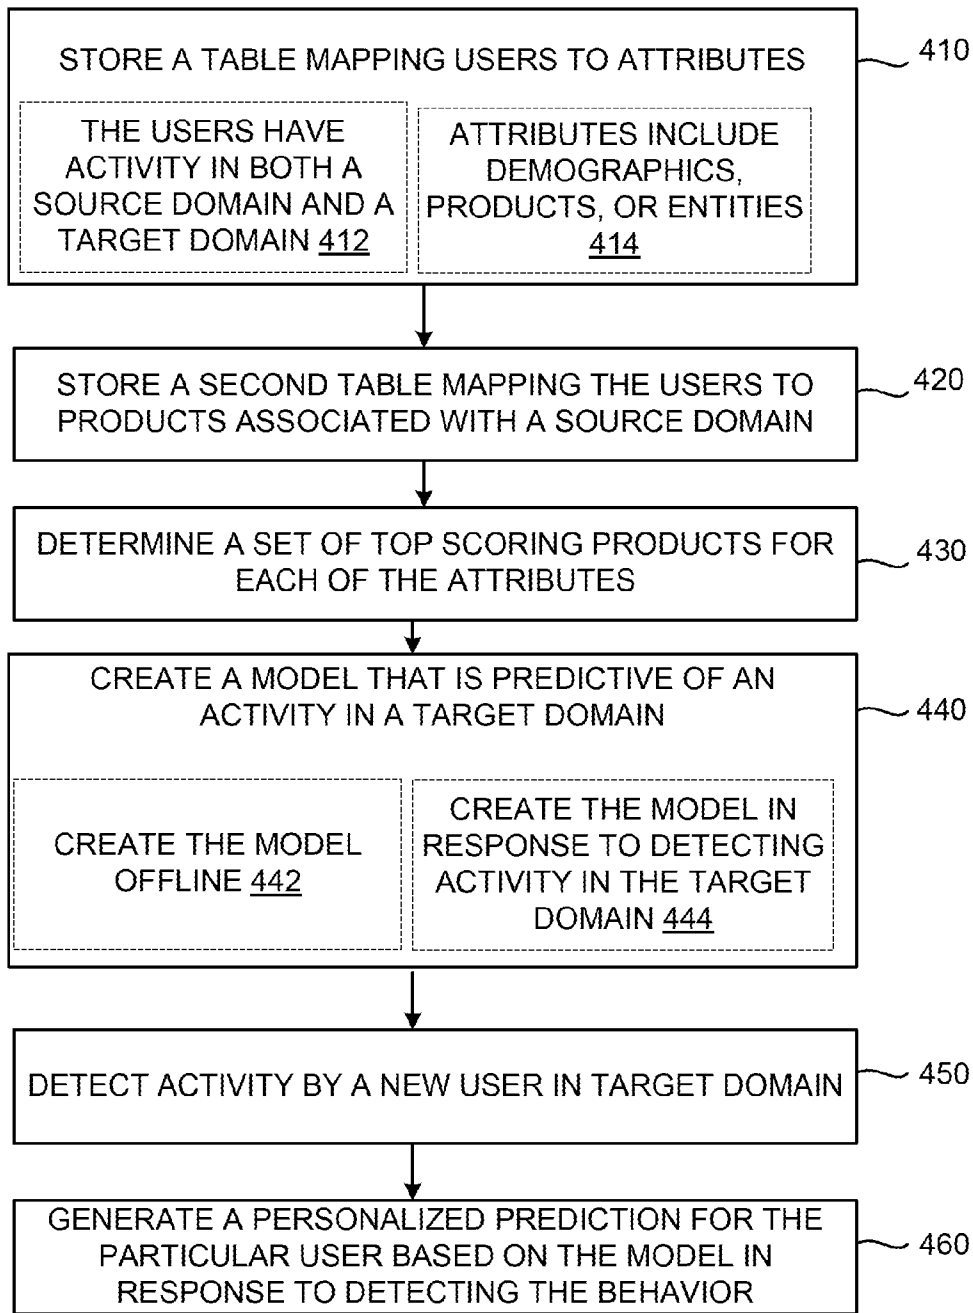 STORE A TABLE MAPPING USERS TO ATTRIBUTES
410
THE USERS HAVE
ACTIVITY IN BOTH A
SOURCE DOMAIN AND A
TARGET DOMAIN 412
ATTRIBUTES INCLUDE
DEMOGRAPHICS,
PRODUCTS, OR ENTITIES
414
STORE A SECOND TABLE MAPPING THE USERS TO
PRODUCTS ASSOCIATED WITH A SOURCE DOMAIN
420
DETERMINE A SET OF TOP SCORING PRODUCTS FOR
EACH OF THE ATTRIBUTES
430
CREATE A MODEL THAT IS PREDICTIVE OF AN
ACTIVITY IN A TARGET DOMAIN
440
CREATE THE MODEL
OFFLINE 442
CREATE THE MODEL IN
RESPONSE TO DETECTING
ACTIVITY IN THE TARGET
DOMAIN 444
DETECT ACTIVITY BY A NEW USER IN TARGET DOMAIN
450
GENERATE A PERSONALIZED PREDICTION FOR THE
PARTICULAR USER BASED ON THE MODEL IN
RESPONSE TO DETECTING THE BEHAVIOR
460